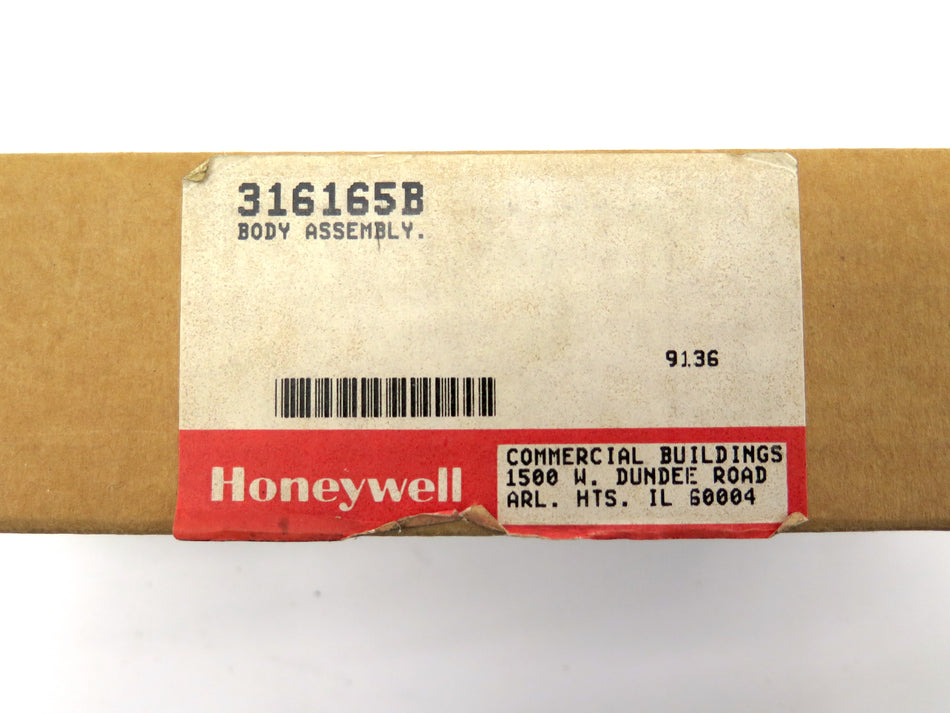 316165B
BODY ASSEMBLY.
9136
Honeywell
COMMERCIAL BUILDINGS
1500 W. DUNDEE ROAD
ARL. HTS. IL 60004